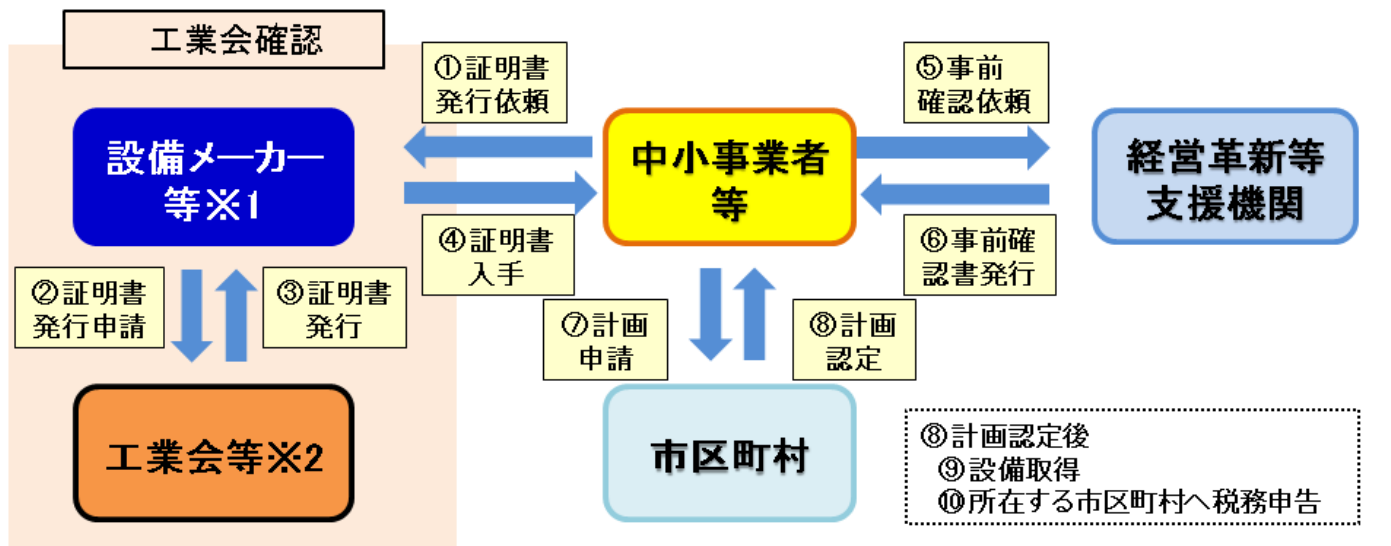 工業会確認
①証明書
発行依頼
⑤事前
確認依頼
設備メーカー
等※1
中小事業者
等
経営革新等
支援機関
④証明書
入手
⑥事前確
認書発行
②証明書
発行申請
③証明書
発行
⑦計画
申請
⑧計画
認定
工業会等※2
市区町村
⑧計画認定後
⑨設備取得
⑩所在する市区町村へ税務申告